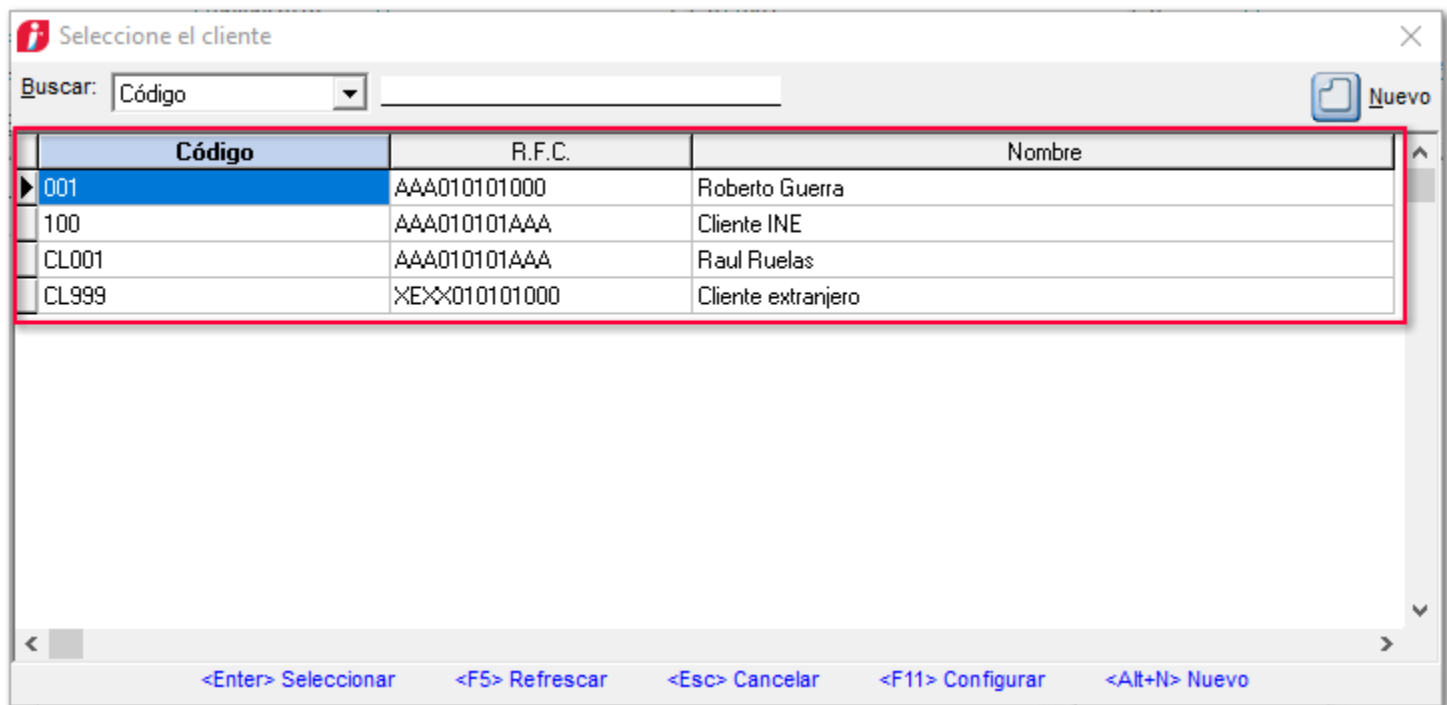 Seleccione el cliente
Buscar: Código Nuevo
Código R.F.C. Nombre
001 AAA010101000 Roberto Guerra
100 AAA010101AAA Cliente INE
CL001 AAA010101AAA Raul Ruelas
CL999 XEXX010101000 Cliente extranjero
<Enter> Seleccionar <F5> Refrescar <Esc> Cancelar <F11> Configurar <Alt+N> Nuevo